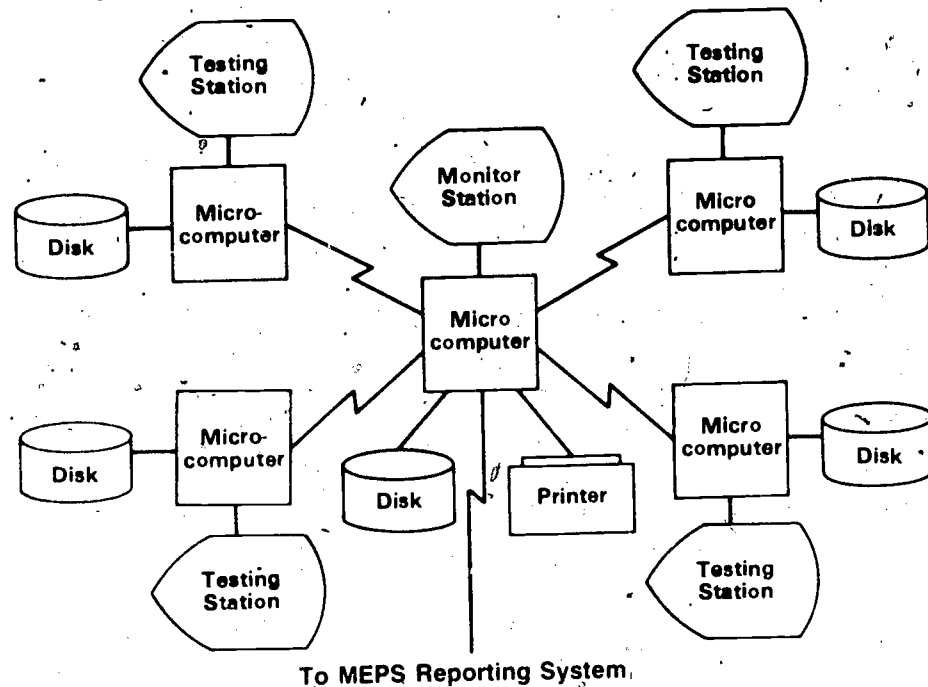 Testing
Station
Testing
Station
Monitor
Station
Micro-
computer
Micro
computer
Disk
Disk
Micro
computer
Micro-
computer
Micro
computer
Disk
Disk
Disk
Printer
Testing
Station
Testing
Station
To MEPS Reporting System